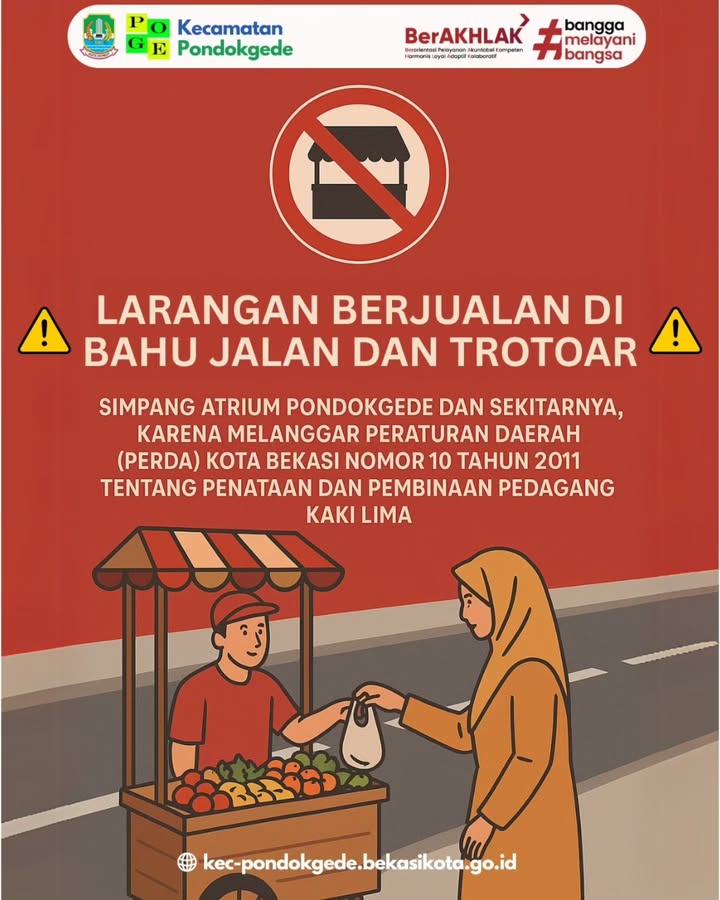 POGE
Kecamatan
Pondokgede
BerAKHLAK
Berorientasi Pelayanan Akuntabel Kompeten
Harmonis Loyal Adaptif Kolaboratif
#bangga
melayani
bangsa
LARANGAN BERJUALAN DI
BAHU JALAN DAN TROTOAR
SIMPANG ATRIUM PONDOKGEDE DAN SEKITARNYA,
KARENA MELANGGAR PERATURAN DAERAH
(PERDA) KOTA BEKASI NOMOR 10 TAHUN 2011
TENTANG PENATAAN DAN PEMBINAAN PEDAGANG
KAKI LIMA
kec-pondokgede.bekasikota.go.id